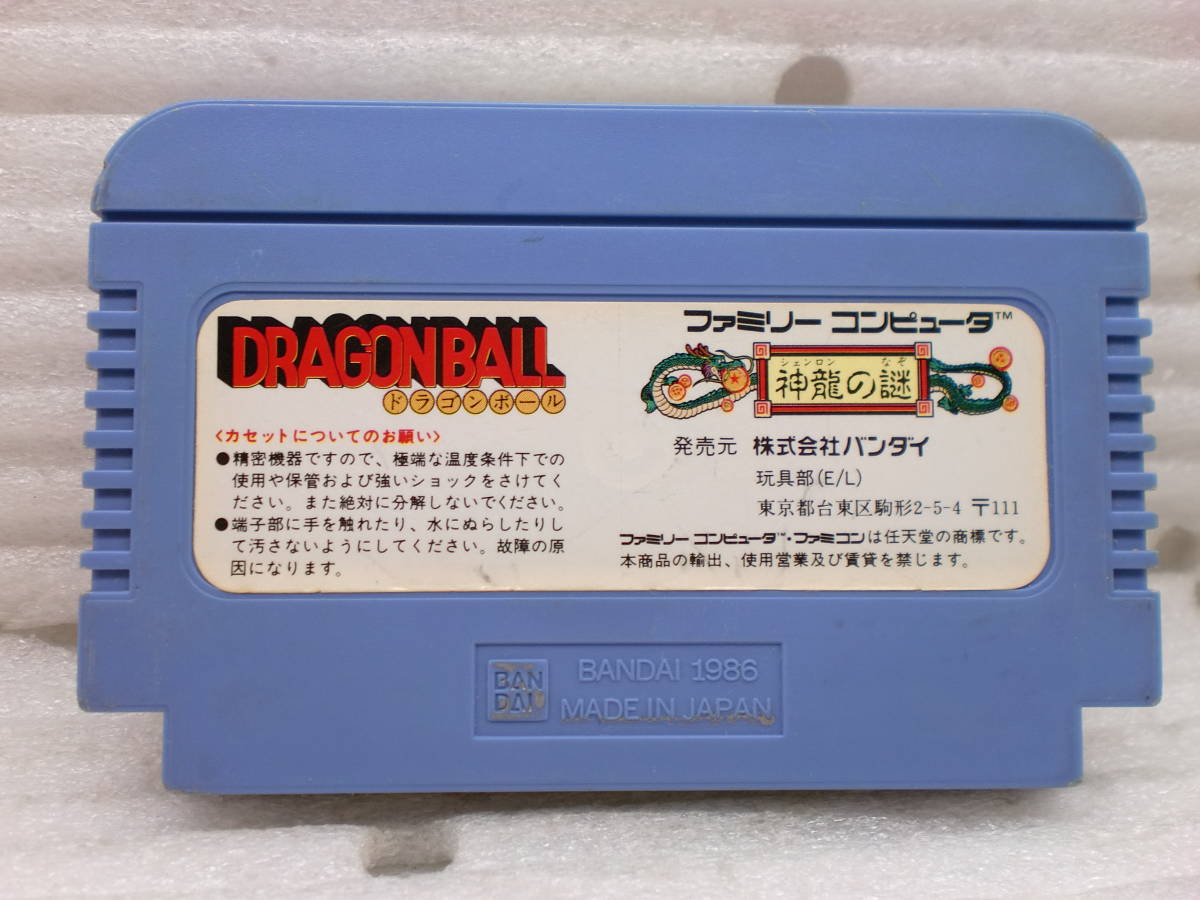 DRAGON BALL
ドラゴンボール
〈カセットについてのお願い〉
●精密機器ですので、極端な温度条件下での
使用や保管および強いショックをさけてく
ださい。また絶対に分解しないでください。
●端子部に手を触れたり、水にぬらしたりし
て汚さないようにしてください。故障の原
因になります。
ファミリー コンピュータ™
シェンロン なぞ
神龍の謎
発売元 株式会社バンダイ
玩具部(E/L)
東京都台東区駒形2-5-4 〒111
ファミリー コンピュータ™・ファミコンは任天堂の商標です。
本商品の輸出、使用営業及び賃貸を禁じます。
BAN
DAI
BANDAI 1986
MADE IN JAPAN